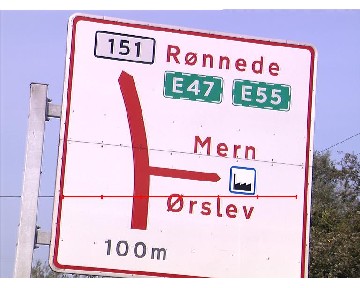 151 Rønnede
E47 E55
Mern
Ørslev
100m